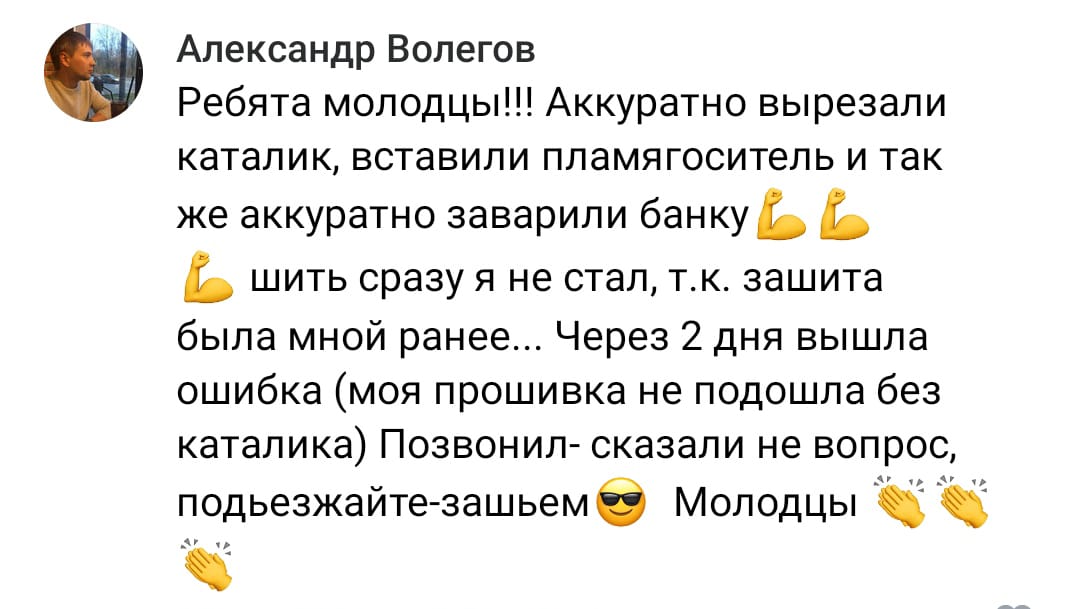 Александр Волегов
Ребята молодцы!!! Аккуратно вырезали
каталик, вставили пламягоситель и так
же аккуратно заварили банку💪💪
💪 шить сразу я не стал, т.к. зашита
была мной ранее... Через 2 дня вышла
ошибка (моя прошивка не подошла без
каталика) Позвонил- сказали не вопрос,
подьезжайте-зашьем😎 Молодцы 👏👏
👏